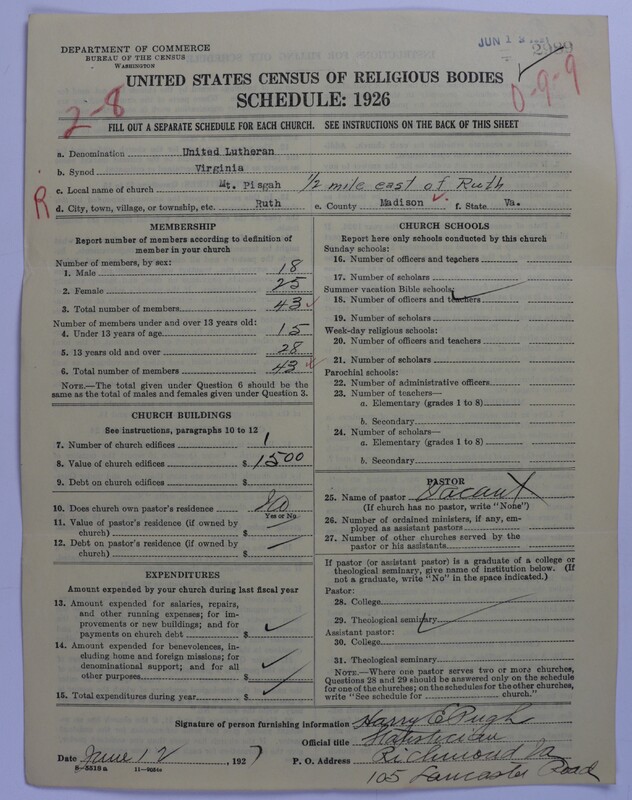 DEPARTMENT OF COMMERCE
BUREAU OF THE CENSUS
WASHINGTON
JUN 1
2999
UNITED STATES CENSUS OF RELIGIOUS BODIES
SCHEDULE: 1926
2-8
0-9-9
FILL OUT A SEPARATE SCHEDULE FOR EACH CHURCH. SEE INSTRUCTIONS ON THE BACK OF THIS SHEET
a. Denomination United Lutheran
b. Synod Virginia
c. Local name of church Mt. Pisgah 1/2 mile east of Ruth
R
d. City, town, village, or township, etc. Ruth e. County Madison f. State Va.
MEMBERSHIP
Report number of members according to definition of
member in your church
Number of members, by sex:
1. Male 18
2. Female 25
3. Total number of members 43
Number of members under and over 13 years old:
4. Under 13 years of age 15
5. 13 years old and over 28
6. Total number of members 43
NOTE.—The total given under Question 6 should be the
same as the total of males and females given under Question 3.
CHURCH BUILDINGS
See instructions, paragraphs 10 to 12
7. Number of church edifices 1
8. Value of church edifices $ 1500
9. Debt on church edifices $
10. Does church own pastor's residence
Yes or No
11. Value of pastor's residence (if owned by
church) $
12. Debt on pastor's residence (if owned by
church) $
EXPENDITURES
Amount expended by your church during last fiscal year
13. Amount expended for salaries, repairs,
and other running expenses; for im-
provements or new buildings; and for
payments on church debt $
14. Amount expended for benevolences, in-
cluding home and foreign missions; for
denominational support; and for all
other purposes $
15. Total expenditures during year $
CHURCH SCHOOLS
Report here only schools conducted by this church
Sunday schools:
16. Number of officers and teachers
17. Number of scholars
Summer vacation Bible schools:
18. Number of officers and teachers
19. Number of scholars
Week-day religious schools:
20. Number of officers and teachers
21. Number of scholars
Parochial schools:
22. Number of administrative officers
23. Number of teachers—
a. Elementary (grades 1 to 8)
b. Secondary
24. Number of scholars—
a. Elementary (grades 1 to 8)
b. Secondary
PASTOR
25. Name of pastor Vacant
(If church has no pastor, write "None")
26. Number of ordained ministers, if any, em-
ployed as assistant pastors
27. Number of other churches served by the
pastor or his assistants
If pastor (or assistant pastor) is a graduate of a college or
theological seminary, give name of institution below. (If
not a graduate, write "No" in the space indicated.)
Pastor:
28. College
29. Theological seminary
Assistant pastor:
30. College
31. Theological seminary
NOTE.—Where one pastor serves two or more churches,
Questions 28 and 29 should be answered only on the schedule
for one of the churches; on the schedules for the other churches,
write "See schedule for
Signature of person furnishing information Harry E Pugh
Official title Statistician
Date June 12, 1927 P. O. Address Richmond Va
8-5518a 105 Lancaster Road